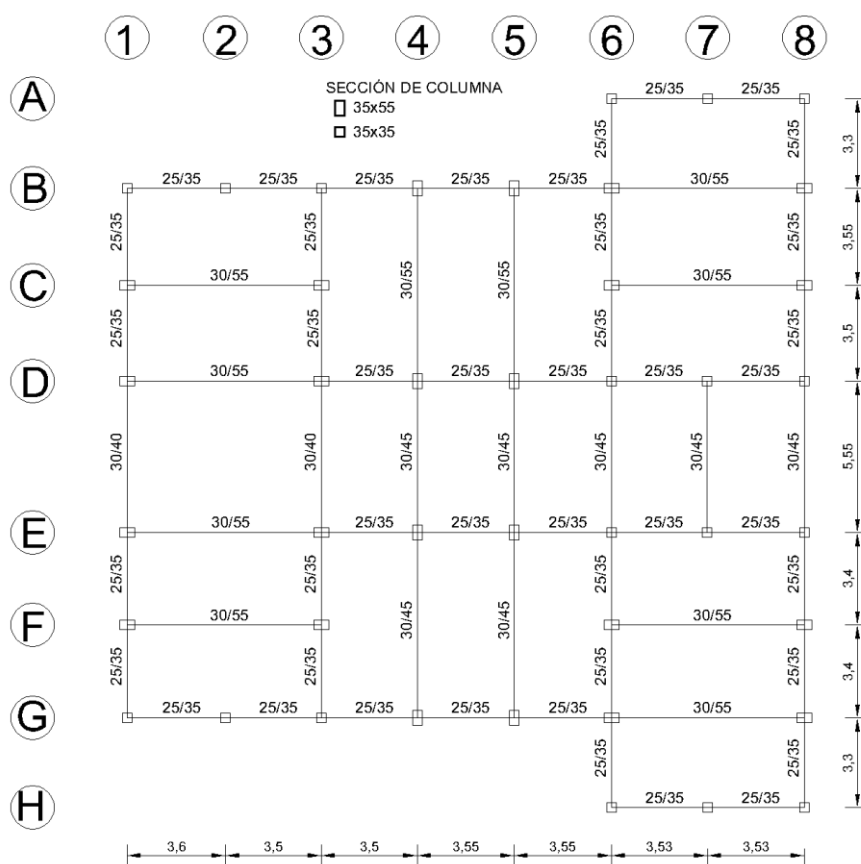 1 2 3 4 5 6 7 8
SECCIÓN DE COLUMNA
35x55
35x35
A
25/35 25/35
25/35 25/35 3,3
B
25/35 25/35 25/35 25/35 25/35 30/55
25/35 25/35 30/55 30/55 25/35 25/35 3,55
C
30/55 30/55
25/35 25/35 25/35 25/35 3,5
D
30/55 25/35 25/35 25/35 25/35 25/35
30/40 30/40 30/45 30/45 30/45 30/45 30/45 5,55
E
30/55 25/35 25/35 25/35 25/35 25/35
25/35 25/35 30/45 30/45 25/35 25/35 3,4
F
30/55 30/55
25/35 25/35 25/35 25/35 3,4
G
25/35 25/35 25/35 25/35 25/35 30/55
25/35 25/35 3,3
H
25/35 25/35
3,6 3,5 3,5 3,55 3,55 3,53 3,53